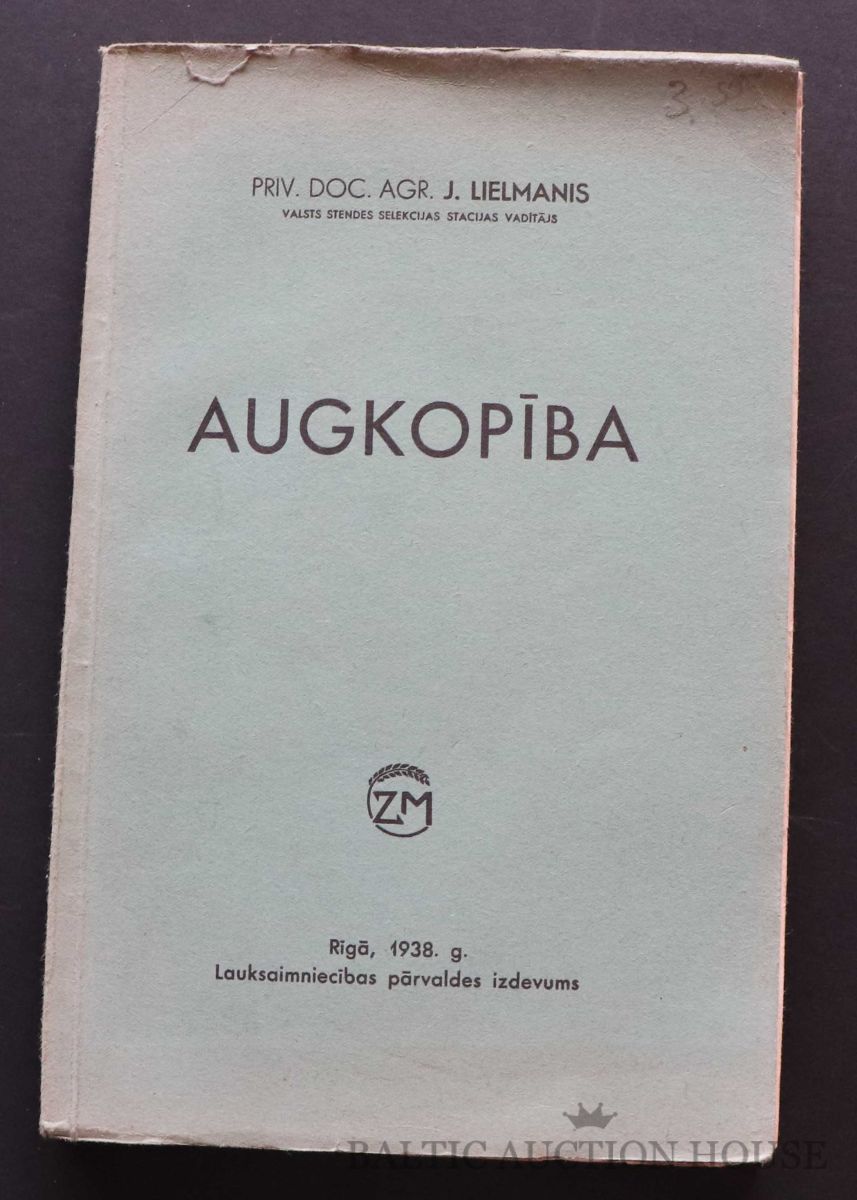 3.
PRIV. DOC. AGR. J. LIELMANIS
VALSTS STENDES SELEKCIJAS STACIJAS VADĪTĀJS
AUGKOPĪBA
ZM
Rīgā, 1938. g.
Lauksaimniecības pārvaldes izdevums
BALTIC AUCTION HOUSE